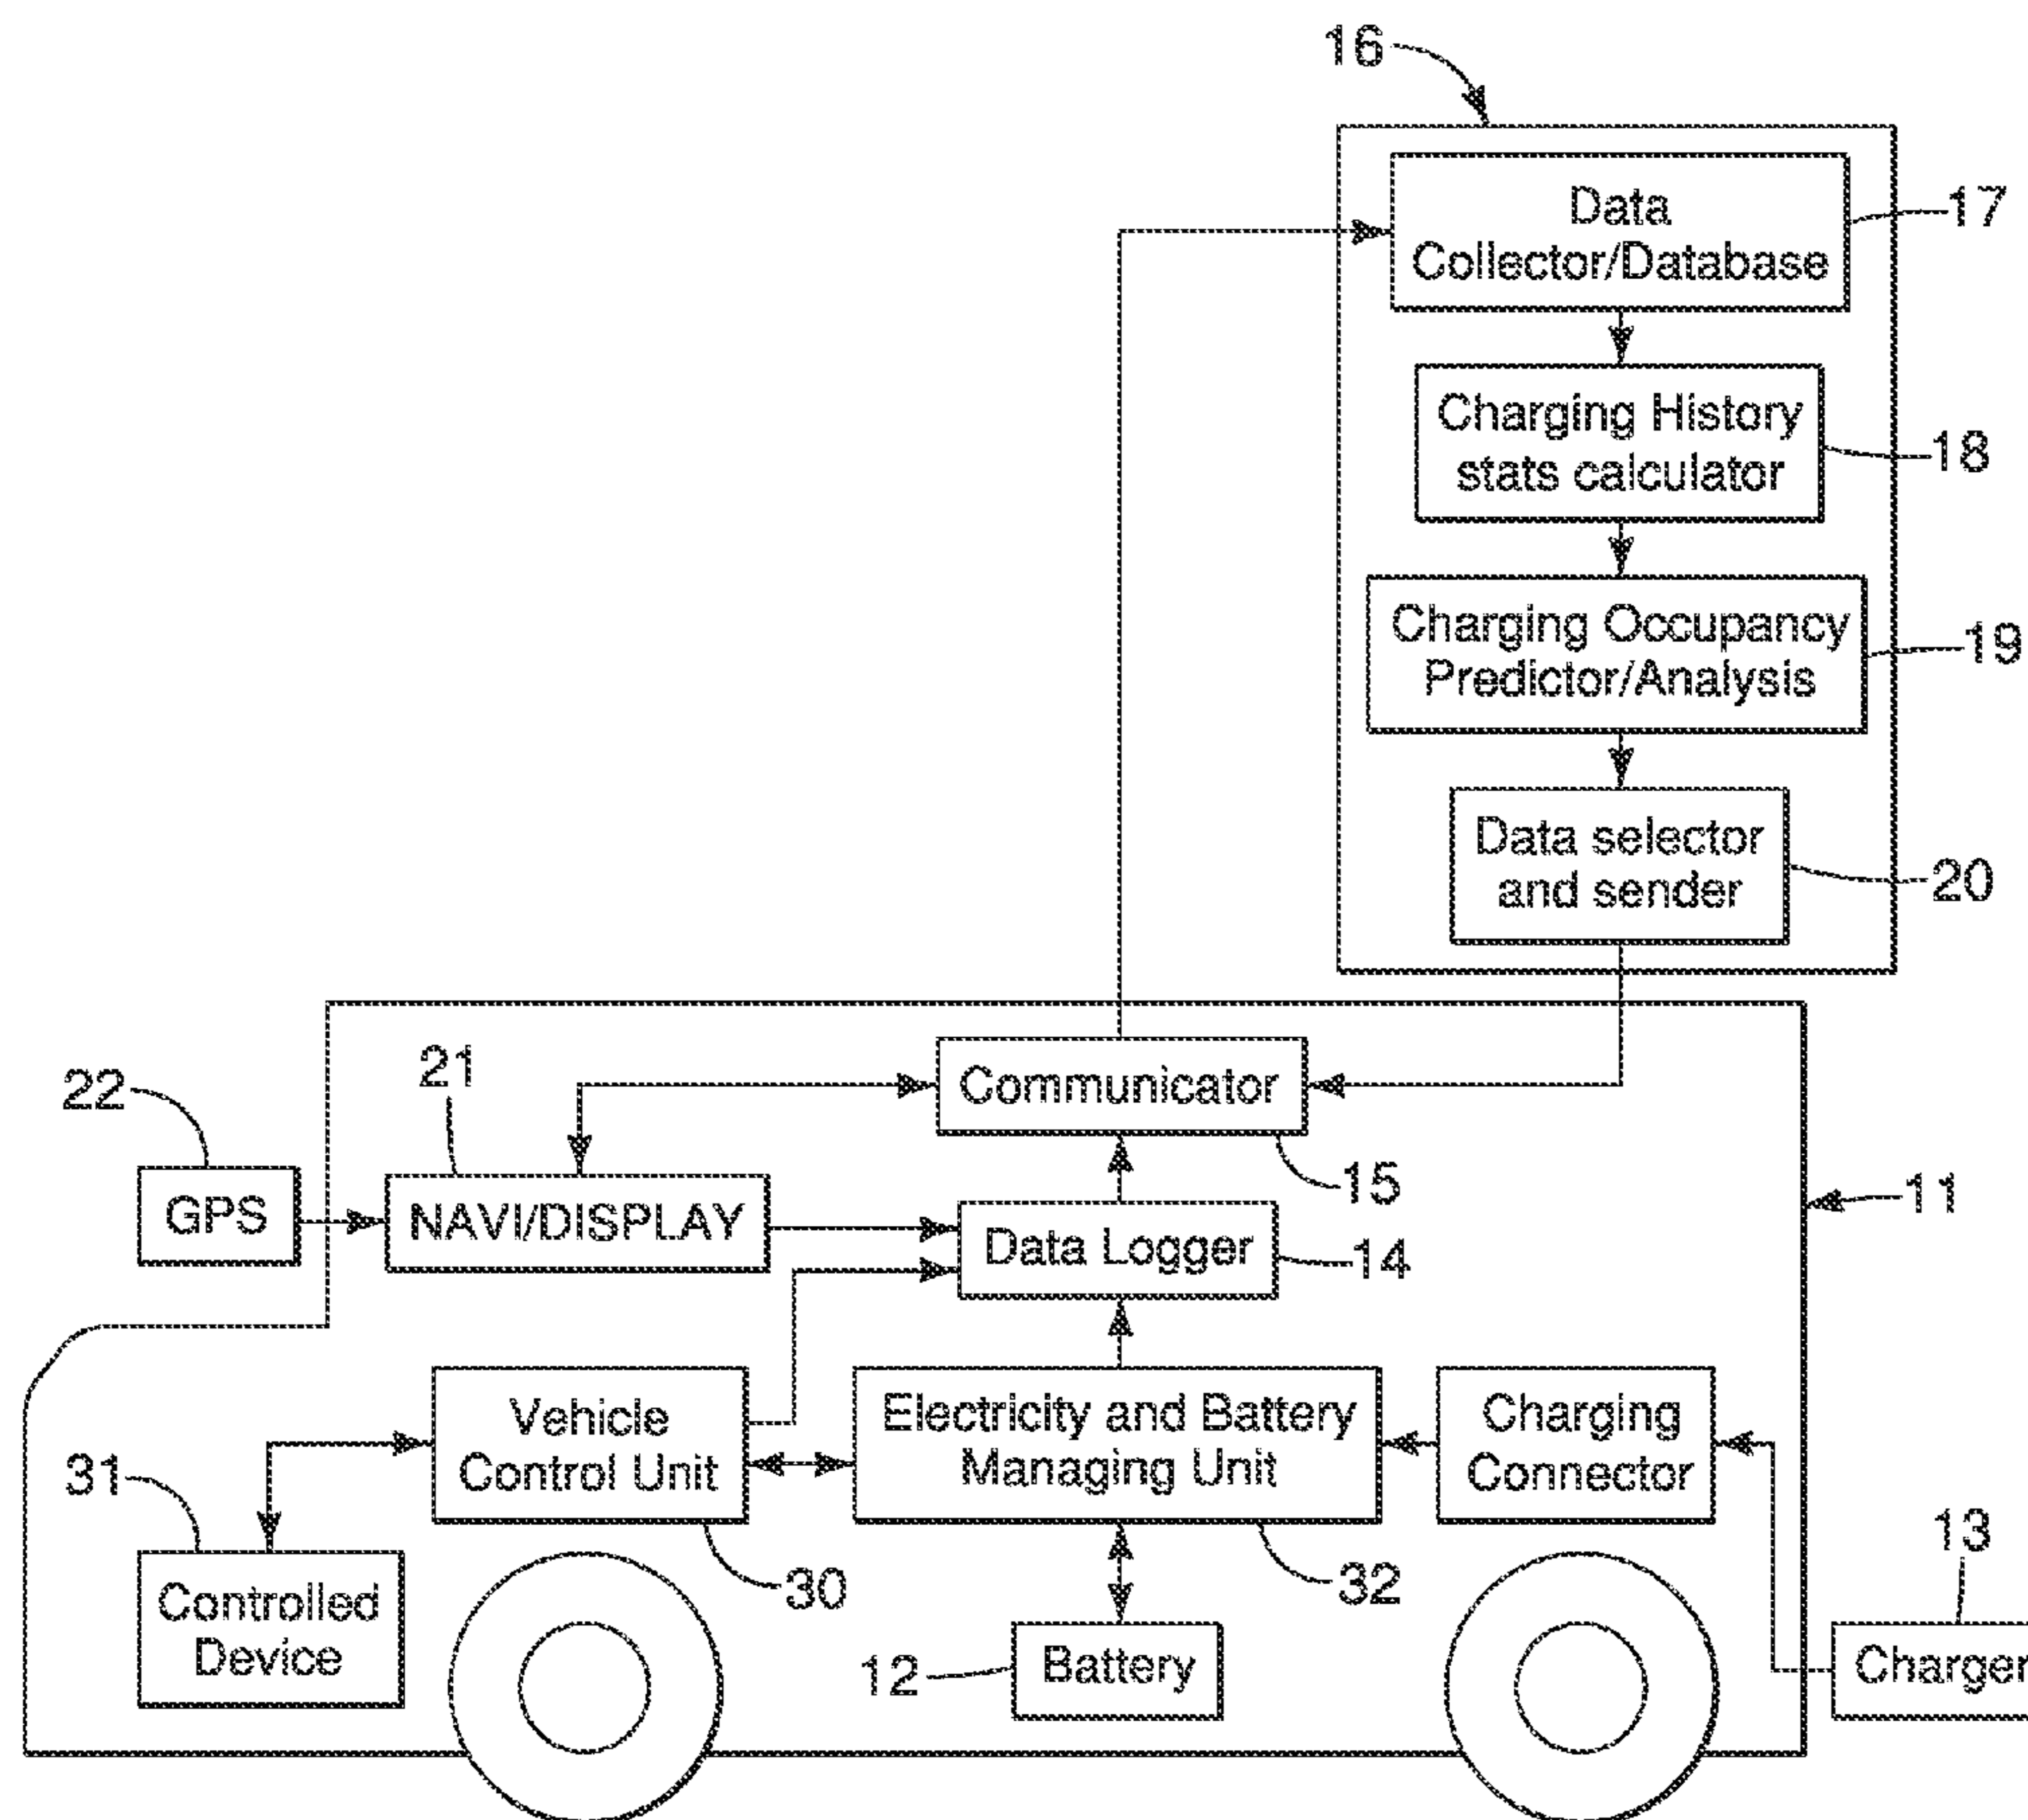 16
Data
Collector/Database
17
Charging History
stats calculator
18
Charging Occupancy
Predictor/Analysis
19
Data selector
and sender
20
21
22
Communicator
15
GPS
NAVI/DISPLAY
Data Logger
14
11
Vehicle
Control Unit
30
Electricity and Battery
Managing Unit
32
Charging
Connector
31
Controlled
Device
12
Battery
13
Charger